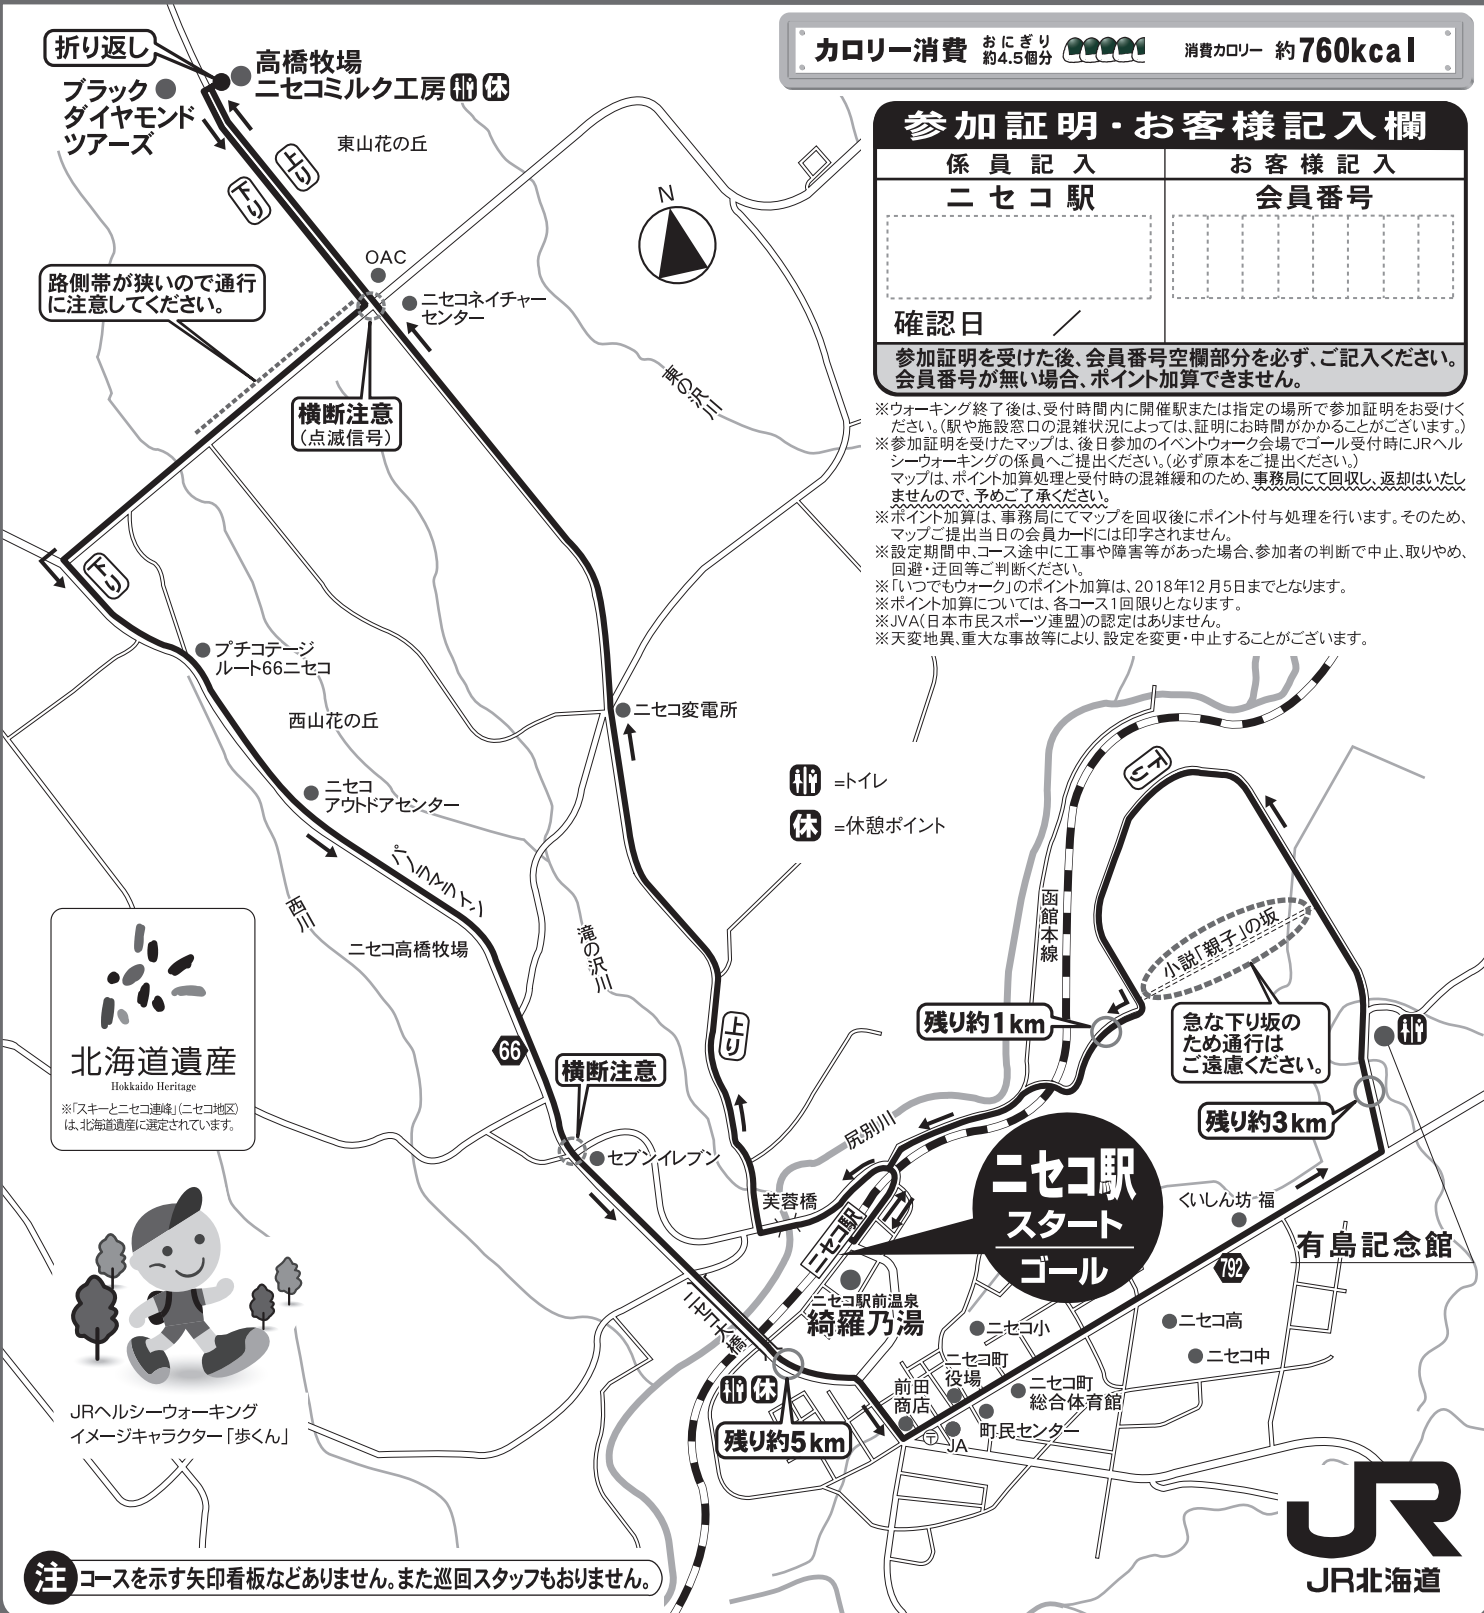 折り返し
高橋牧場
ニセコミルク工房 休
ブラック
ダイヤモンド
ツアーズ
東山花の丘
上り
下り
N
OAC
ニセコネイチャー
センター
路側帯が狭いので通行
に注意してください。
横断注意
(点滅信号)
東の沢川
下り
プチコテージ
ルート66ニセコ
西山花の丘
ニセコ変電所
ニセコ
アウトドアセンター
パノラマライン
西川
ニセコ高橋牧場
滝の沢川
上り
66
横断注意
セブンイレブン
芙蓉橋
尻別川
ニセコ大橋
カロリー消費 おにぎり
約4.5個分
消費カロリー 約760kcal
参加証明・お客様記入欄
係員記入
お客様記入
ニセコ駅
会員番号
確認日 /
参加証明を受けた後、会員番号空欄部分を必ず、ご記入ください。
会員番号が無い場合、ポイント加算できません。
※ウォーキング終了後は、受付時間内に開催駅または指定の場所で参加証明をお受けく
ださい。(駅や施設窓口の混雑状況によっては、証明にお時間がかかることがございます。)
※参加証明を受けたマップは、後日参加のイベントウォーク会場でゴール受付時にJRヘル
シーウォーキングの係員へご提出ください。(必ず原本をご提出ください。)
マップは、ポイント加算処理と受付時の混雑緩和のため、事務局にて回収し、返却はいたし
ませんので、予めご了承ください。
※ポイント加算は、事務局にてマップを回収後にポイント付与処理を行います。そのため、
マップご提出当日の会員カードには印字されません。
※設定期間中、コース途中に工事や障害等があった場合、参加者の判断で中止、取りやめ、
回避・迂回等ご判断ください。
※「いつでもウォーク」のポイント加算は、2018年12月5日までとなります。
※ポイント加算については、各コース1回限りとなります。
※JVA(日本市民スポーツ連盟)の認定はありません。
※天変地異、重大な事故等により、設定を変更・中止することがございます。
=トイレ
休 =休憩ポイント
下り
函館本線
小説「親子」の坂
残り約1km
急な下り坂の
ため通行は
ご遠慮ください。
残り約3km
ニセコ駅
スタート
ゴール
ニセコ駅
くいしん坊・福
有島記念館
792
ニセコ駅前温泉
綺羅乃湯
ニセコ小
ニセコ高
ニセコ中
ニセコ町
役場
ニセコ町
総合体育館
前田
商店
町民センター
〒
JA
休
残り約5km
北海道遺産
Hokkaido Heritage
※「スキーとニセコ連峰」(ニセコ地区)
は、北海道遺産に選定されています。
JRヘルシーウォーキング
イメージキャラクター「歩くん」
注 コースを示す矢印看板などありません。また巡回スタッフもおりません。
JR
JR北海道